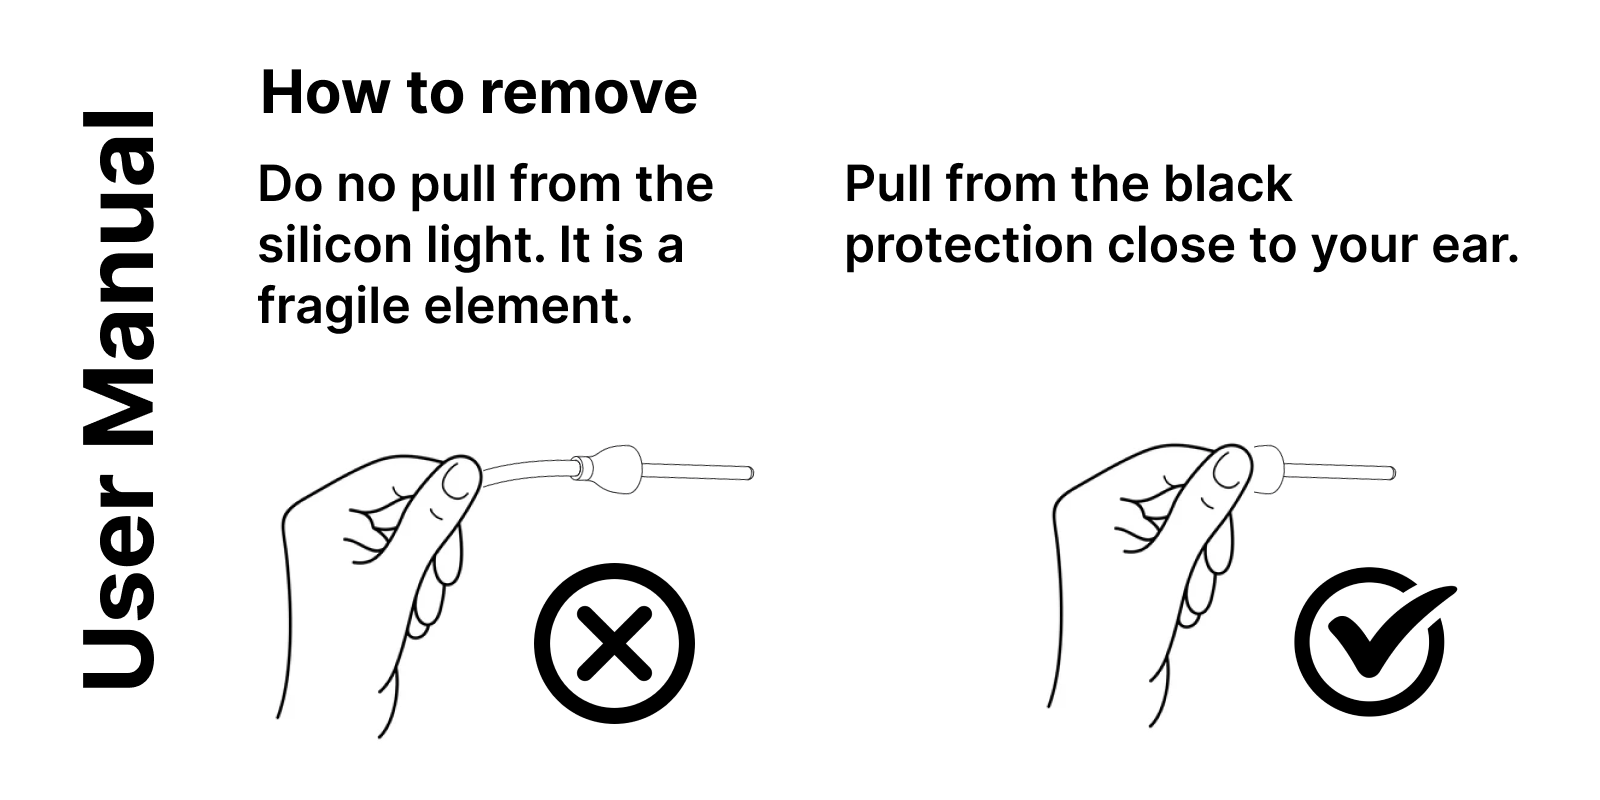 User Manual
How to remove
Do no pull from the
silicon light. It is a
fragile element.
Pull from the black
protection close to your ear.